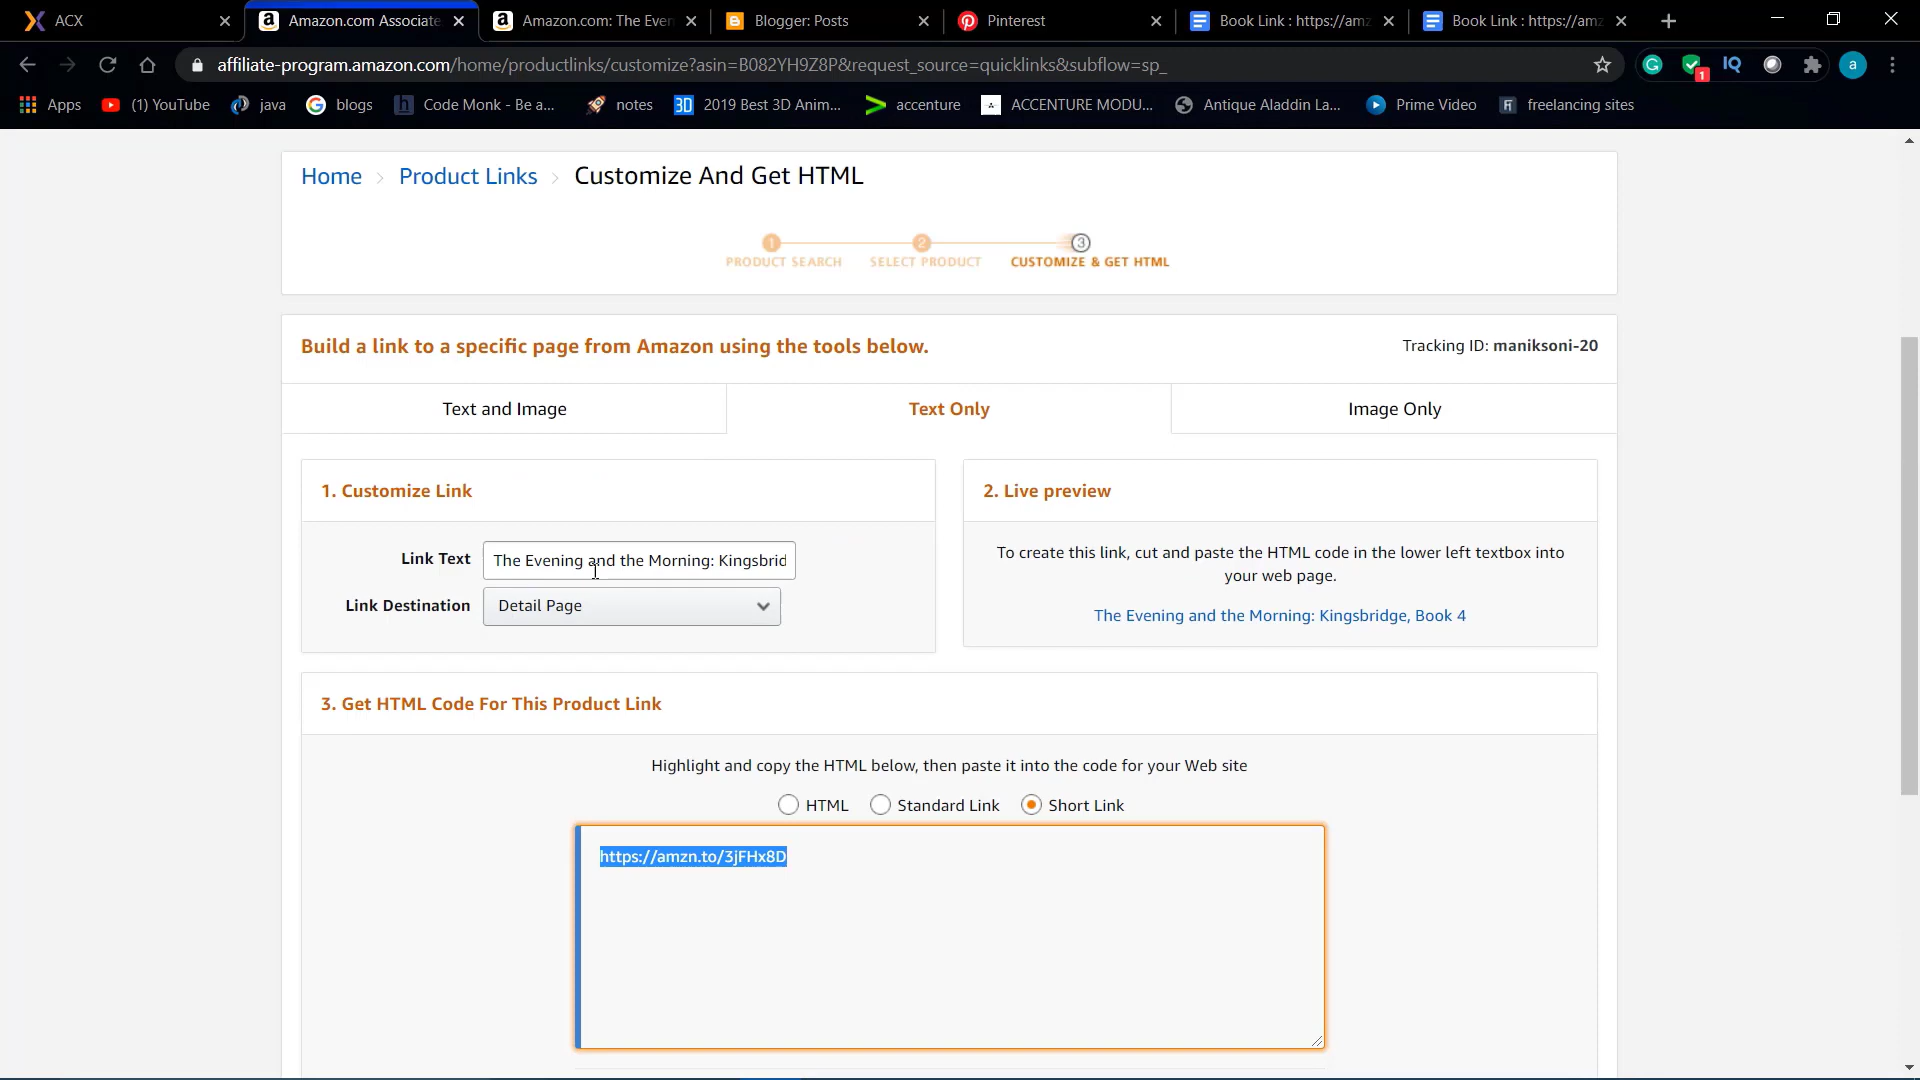 ACX
Amazon.com Associate
Amazon.com: The Even
Blogger: Posts
Pinterest
Book Link : https://amz
Book Link : https://amz
affiliate-program.amazon.com/home/productlinks/customize?asin=B082YH9Z8P&request_source=quicklinks&subflow=sp_
1
IQ
a
Apps
(1) YouTube
java
blogs
Code Monk - Be a...
notes
3D 2019 Best 3D Anim...
accenture
ACCENTURE MODU...
Antique Aladdin La...
Prime Video
freelancing sites
Home > Product Links > Customize And Get HTML
1 2 3
PRODUCT SEARCH SELECT PRODUCT CUSTOMIZE & GET HTML
Build a link to a specific page from Amazon using the tools below.
Tracking ID: maniksoni-20
Text and Image
Text Only
Image Only
1. Customize Link
Link Text The Evening and the Morning: Kingsbrid
Link Destination Detail Page
2. Live preview
To create this link, cut and paste the HTML code in the lower left textbox into
your web page.
The Evening and the Morning: Kingsbridge, Book 4
3. Get HTML Code For This Product Link
Highlight and copy the HTML below, then paste it into the code for your Web site
HTML Standard Link Short Link
https://amzn.to/3jFHx8D